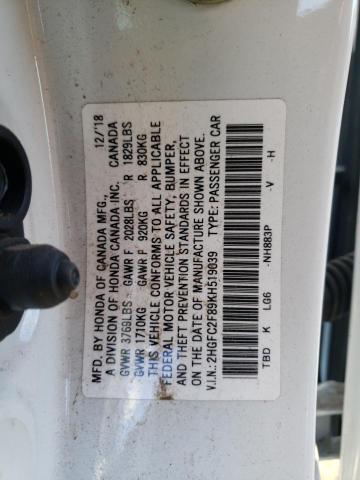 MFD. BY HONDA OF CANADA MFG., 12/18
A DIVISION OF HONDA CANADA INC. CANADA
GVWR 3769LBS GAWR F 2028LBS R 1829LBS
GVWR 1710KG GAWR F 920KG R 830KG
THIS VEHICLE CONFORMS TO ALL APPLICABLE
FEDERAL MOTOR VEHICLE SAFETY, BUMPER,
AND THEFT PREVENTION STANDARDS IN EFFECT
ON THE DATE OF MANUFACTURE SHOWN ABOVE.
V.I.N.: 2HGFC2F89KH519039 TYPE: PASSENGER CAR
TBD K LG6 -NH883P -V -H